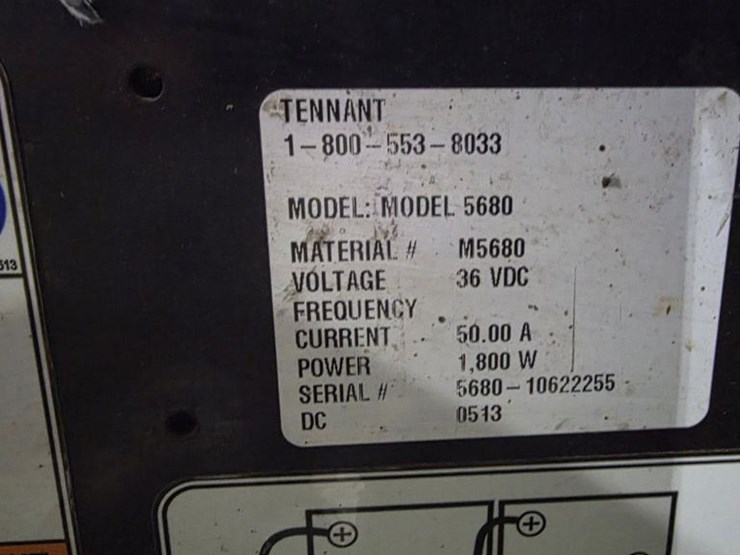 TENNANT
1-800-553-8033
MODEL: MODEL 5680
MATERIAL # M5680
VOLTAGE 36 VDC
FREQUENCY
CURRENT 50.00 A
POWER 1,800 W
SERIAL # 5680-10622255
DC 0513
513
+ +